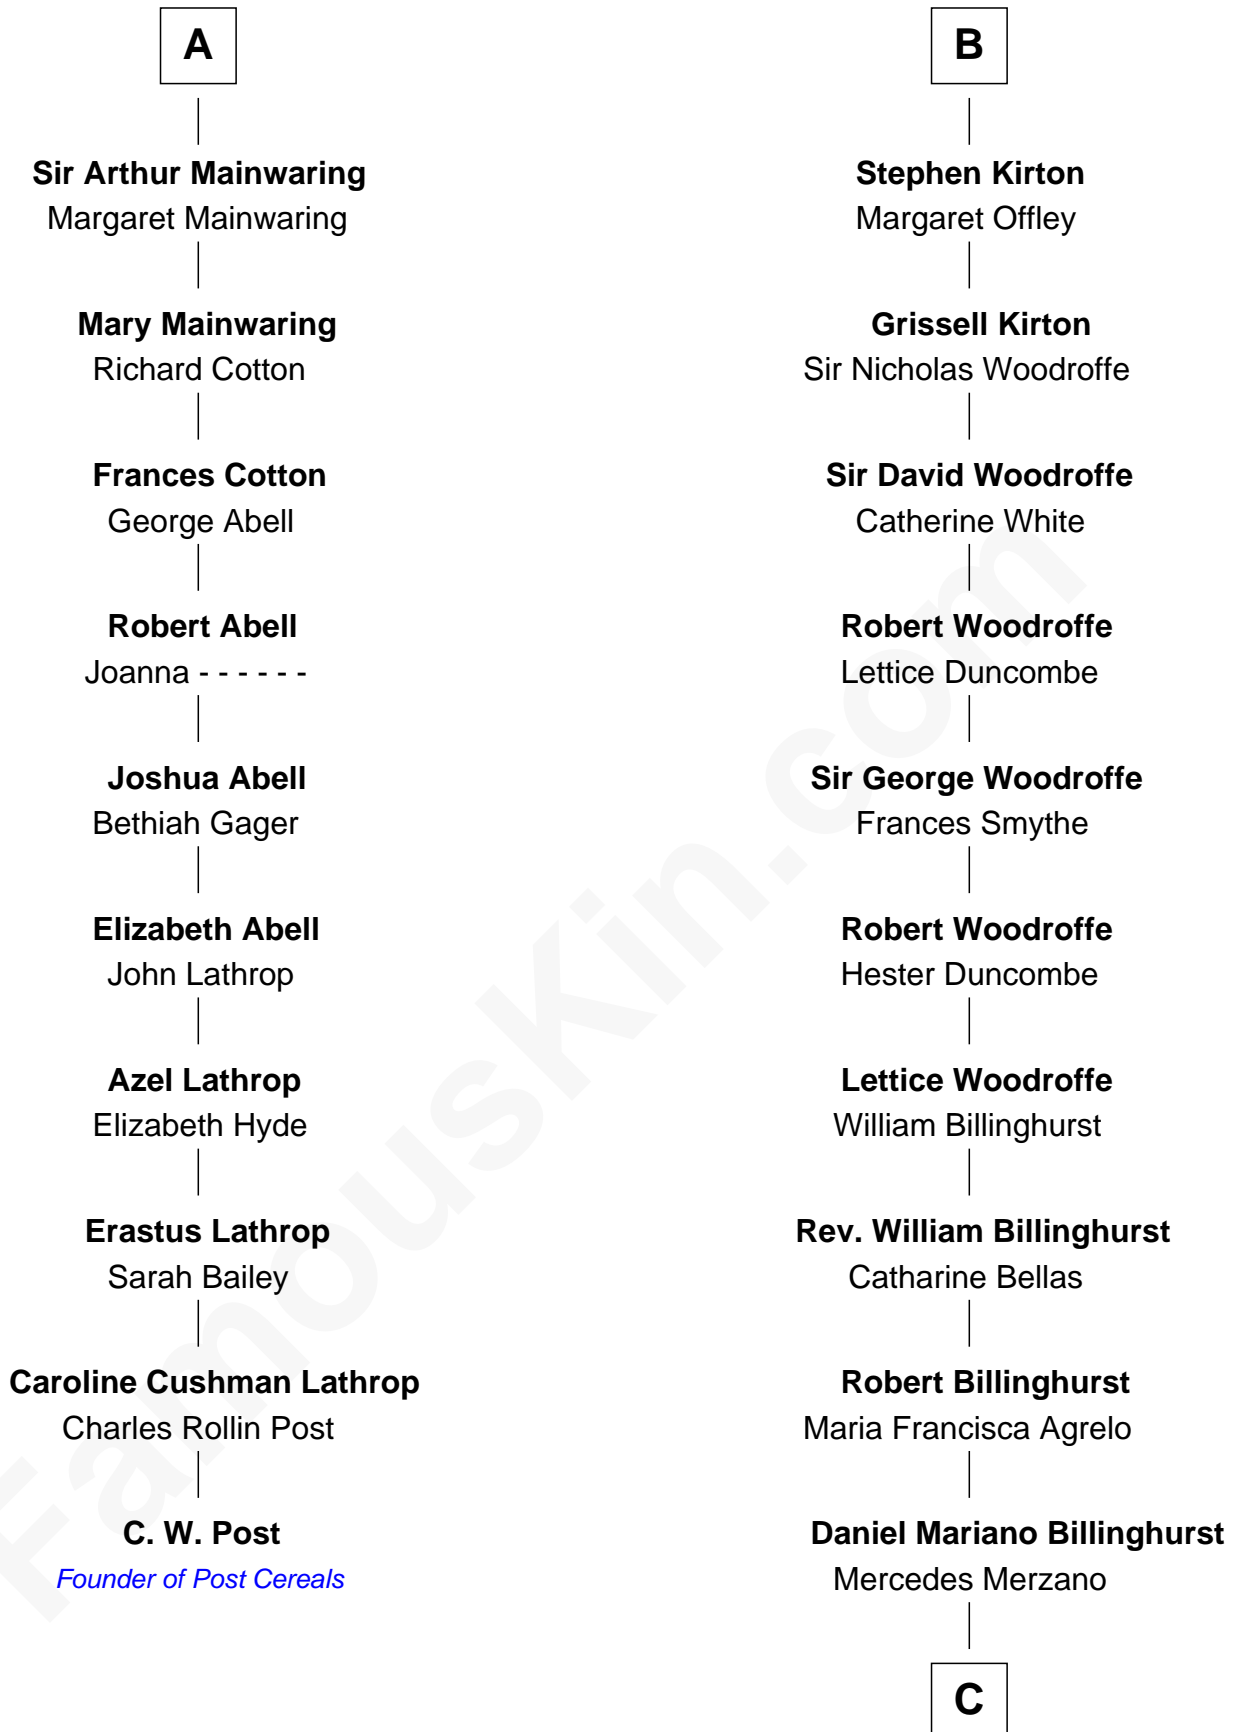 A
Sir Arthur Mainwaring
Margaret Mainwaring
Mary Mainwaring
Richard Cotton
Frances Cotton
George Abell
Robert Abell
Joanna - - - - - -
Joshua Abell
Bethiah Gager
Elizabeth Abell
John Lathrop
Azel Lathrop
Elizabeth Hyde
Erastus Lathrop
Sarah Bailey
Caroline Cushman Lathrop
Charles Rollin Post
C. W. Post
Founder of Post Cereals
B
Stephen Kirton
Margaret Offley
Grissell Kirton
Sir Nicholas Woodroffe
Sir David Woodroffe
Catherine White
Robert Woodroffe
Lettice Duncombe
Sir George Woodroffe
Frances Smythe
Robert Woodroffe
Hester Duncombe
Lettice Woodroffe
William Billinghurst
Rev. William Billinghurst
Catharine Bellas
Robert Billinghurst
Maria Francisca Agrelo
Daniel Mariano Billinghurst
Mercedes Merzano
C
FamousKin.com